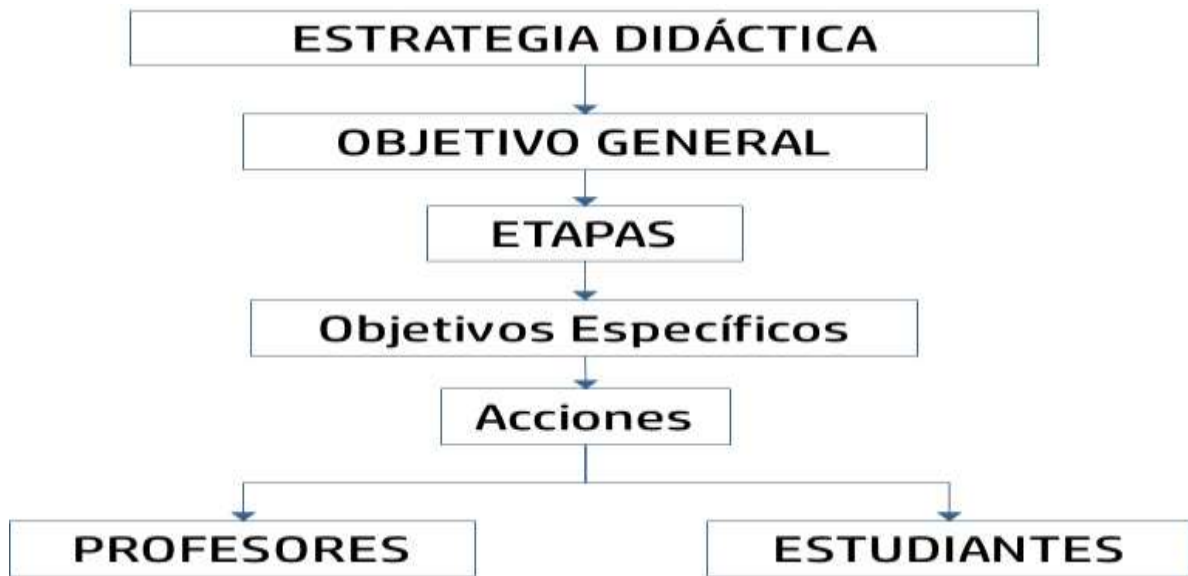 ESTRATEGIA DIDÁCTICA
OBJETIVO GENERAL
ETAPAS
Objetivos Específicos
Acciones
PROFESORES
ESTUDIANTES